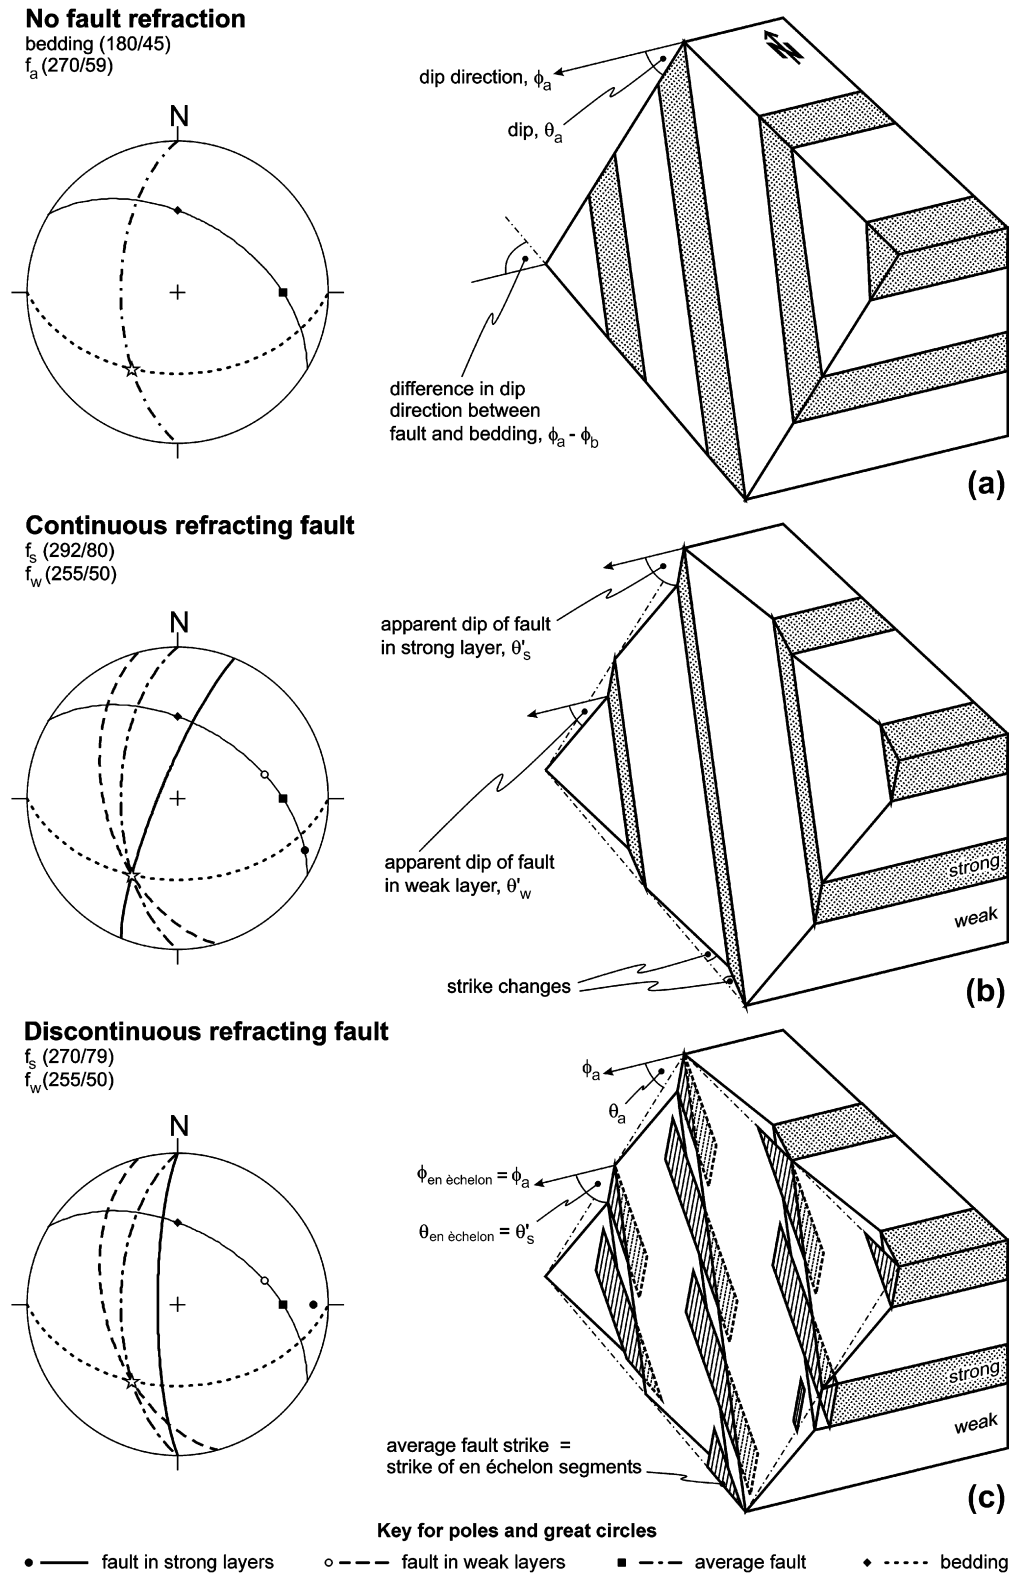 No fault refraction
bedding (180/45)
fa (270/59)
N
N
dip direction, ϕa
dip, θa
difference in dip
direction between
fault and bedding, ϕa - ϕb
(a)
Continuous refracting fault
fs (292/80)
fw (255/50)
N
apparent dip of fault
in strong layer, θ's
apparent dip of fault
in weak layer, θ'w
strike changes
strong
weak
(b)
Discontinuous refracting fault
fs (270/79)
fw (255/50)
N
ϕa
θa
ϕen èchelon = ϕa
θen èchelon = θ's
average fault strike =
strike of en échelon segments
strong
weak
(c)
Key for poles and great circles
fault in strong layers
fault in weak layers
average fault
bedding